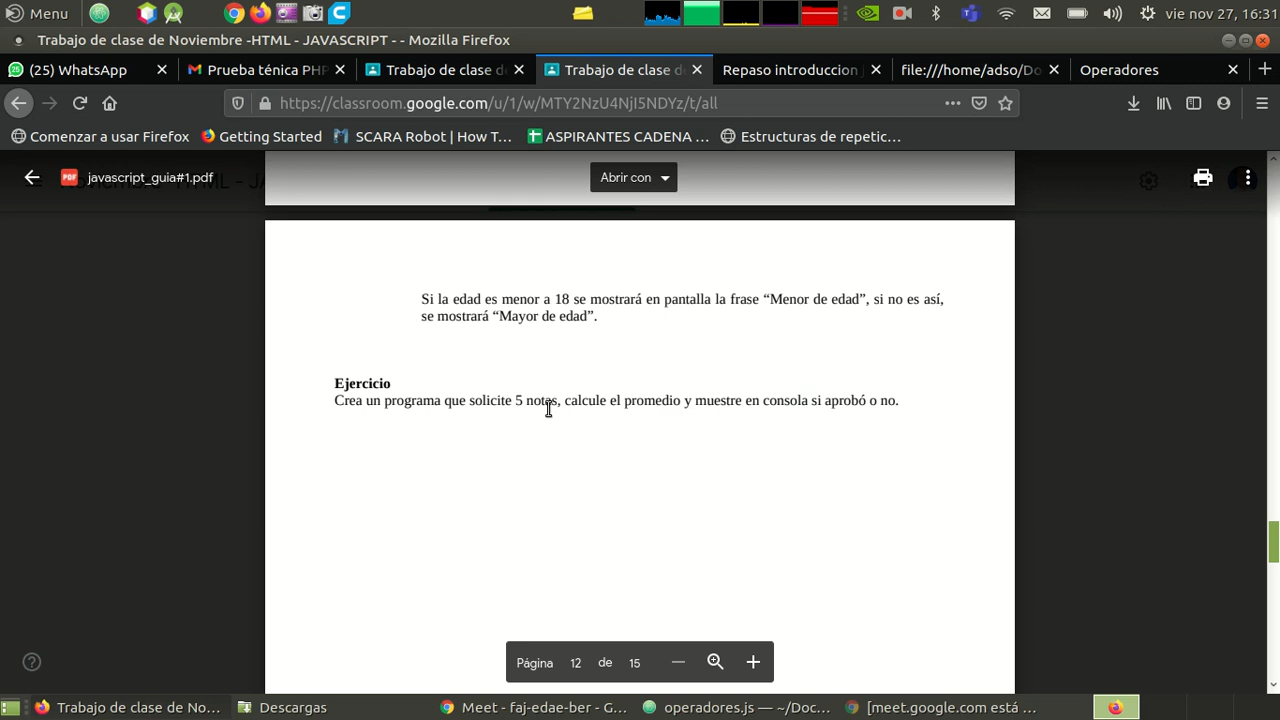 Menu
vie nov 27, 16:31
Trabajo de clase de Noviembre -HTML - JAVASCRIPT - - Mozilla Firefox
(25) WhatsApp
Prueba ténica PHP
Trabajo de clase d
Trabajo de clase de
Repaso introduccion
file:///home/adso/Do
Operadores
https://classroom.google.com/u/1/w/MTY2NzU4NjI5NDYz/t/all
Comenzar a usar Firefox
Getting Started
SCARA Robot | How T...
ASPIRANTES CADENA ...
Estructuras de repetic...
PDF
javascript_guia#1.pdf
Abrir con
Si la edad es menor a 18 se mostrará en pantalla la frase “Menor de edad”, si no es así,
se mostrará “Mayor de edad”.
Ejercicio
Crea un programa que solicite 5 notas, calcule el promedio y muestre en consola si aprobó o no.
Página 12 de 15
Trabajo de clase de No...
Descargas
Meet - faj-edae-ber - G...
operadores.js — ~/Doc...
[meet.google.com está ...